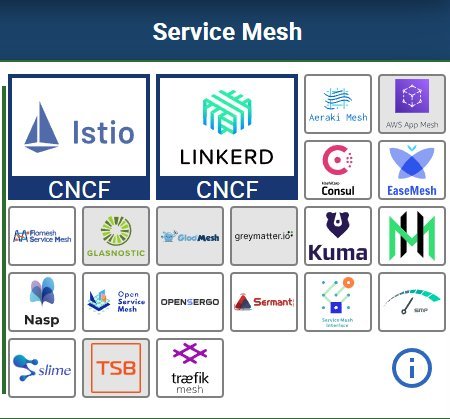 Service Mesh
Istio
CNCF
LINKERD
CNCF
Aeraki Mesh
AWS App Mesh
HashiCorp
Consul
EaseMesh
Flomesh
Service Mesh
GLASNOSTIC
GlooMesh
greymatter.io
Kuma
Nasp
Open
Service
Mesh
OPENSERGO
Sermant
Service Mesh
Interface
SMP
slime
TSB
træfik
mesh